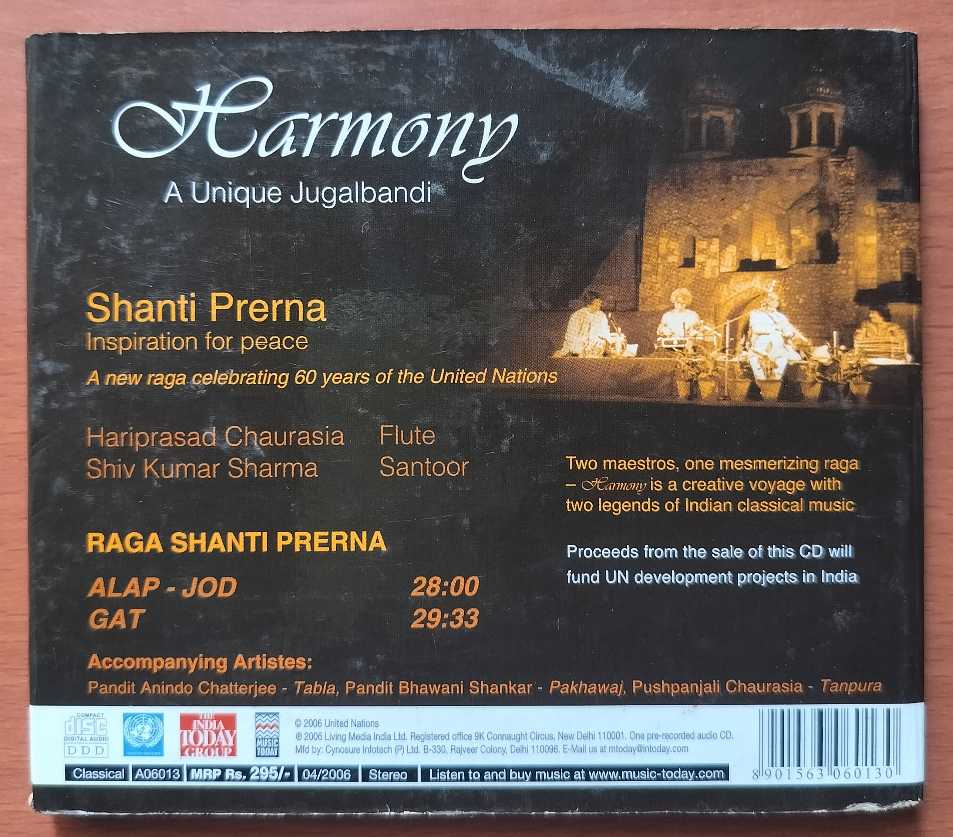 Harmony
A Unique Jugalbandi
Shanti Prerna
Inspiration for peace
A new raga celebrating 60 years of the United Nations
Hariprasad Chaurasia Flute
Shiv Kumar Sharma Santoor
Two maestros, one mesmerizing raga
– Harmony is a creative voyage with
two legends of Indian classical music
Proceeds from the sale of this CD will
fund UN development projects in India
RAGA SHANTI PRERNA
ALAP - JOD 28:00
GAT 29:33
Accompanying Artistes:
Pandit Anindo Chatterjee - Tabla, Pandit Bhawani Shankar - Pakhawaj, Pushpanjali Chaurasia - Tanpura
COMPACT
disc
DIGITAL AUDIO
DDD
THE
INDIA
TODAY
GROUP
MUSIC
TODAY
© 2006 United Nations
℗ 2006 Living Media India Ltd. Registered office 9K Connaught Circus, New Delhi 110001. One pre-recorded audio CD.
Mfd by: Cynosure Infotech (P) Ltd. B-330, Rajveer Colony, Delhi 110096. E-Mail us at mtoday@intoday.com
Classical A06013 MRP Rs. 295/- 04/2006 Stereo Listen to and buy music at www.music-today.com
8 901563 060130